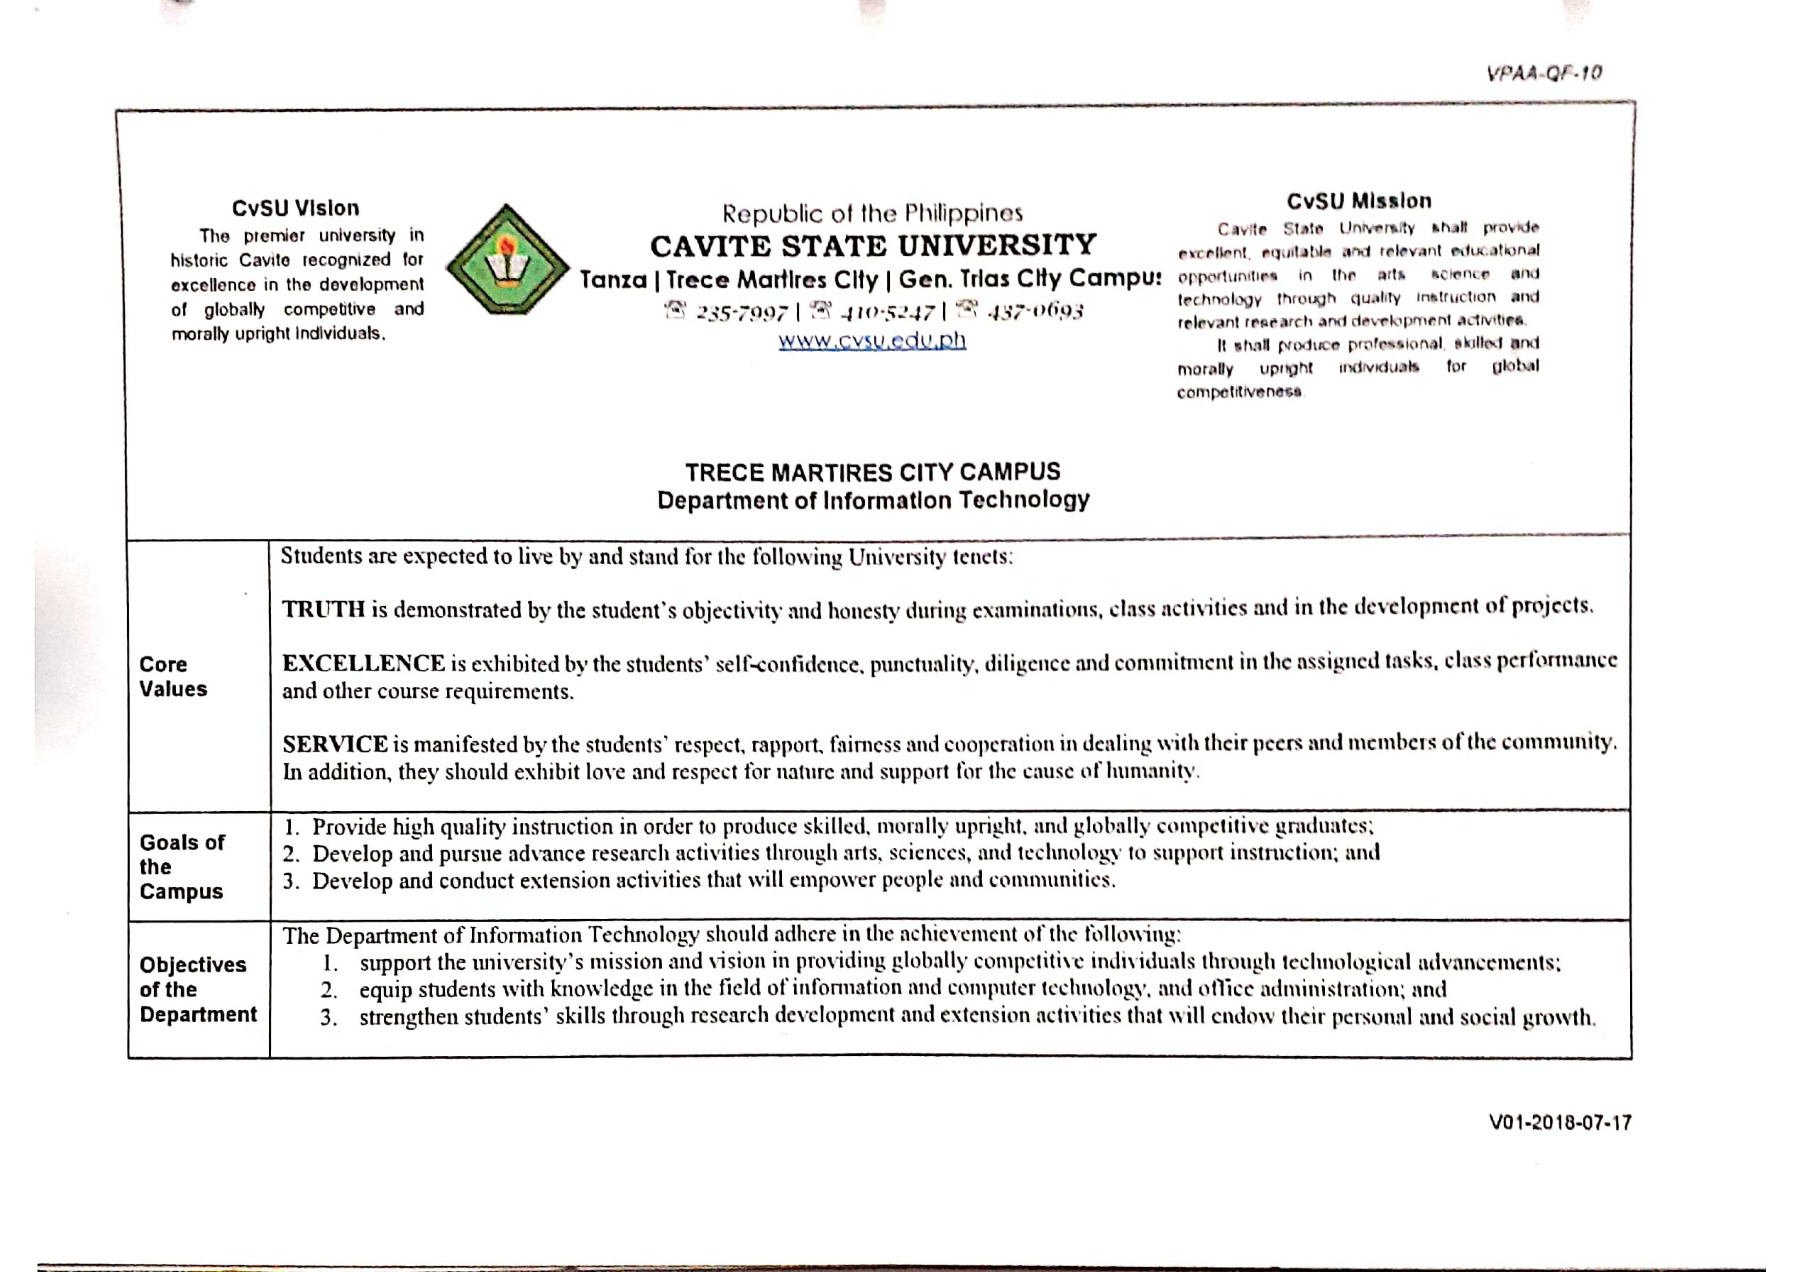 VPAA-QF-10
CvSU Vision
The premier university in
historic Cavite recognized for
excellence in the development
of globally competitive and
morally upright individuals.
Republic of the Philippines
CAVITE STATE UNIVERSITY
Tanza | Trece Martires City | Gen. Trias City Campus
☏ 235-7997 | ☏ 410-5247 | ☏ 437-0693
www.cvsu.edu.ph
CvSU Mission
Cavite State University shall provide
excellent, equitable and relevant educational
opportunities in the arts science and
technology through quality instruction and
relevant research and development activities.
It shall produce professional, skilled and
morally upright individuals for global
competitiveness.
TRECE MARTIRES CITY CAMPUS
Department of Information Technology
Core
Values
Students are expected to live by and stand for the following University tenets:
TRUTH is demonstrated by the student's objectivity and honesty during examinations, class activities and in the development of projects.
EXCELLENCE is exhibited by the students' self-confidence, punctuality, diligence and commitment in the assigned tasks, class performance
and other course requirements.
SERVICE is manifested by the students' respect, rapport, fairness and cooperation in dealing with their peers and members of the community.
In addition, they should exhibit love and respect for nature and support for the cause of humanity.
Goals of
the
Campus
1. Provide high quality instruction in order to produce skilled, morally upright, and globally competitive graduates;
2. Develop and pursue advance research activities through arts, sciences, and technology to support instruction; and
3. Develop and conduct extension activities that will empower people and communities.
Objectives
of the
Department
The Department of Information Technology should adhere in the achievement of the following:
1. support the university's mission and vision in providing globally competitive individuals through technological advancements;
2. equip students with knowledge in the field of information and computer technology, and office administration; and
3. strengthen students' skills through research development and extension activities that will endow their personal and social growth.
V01-2018-07-17